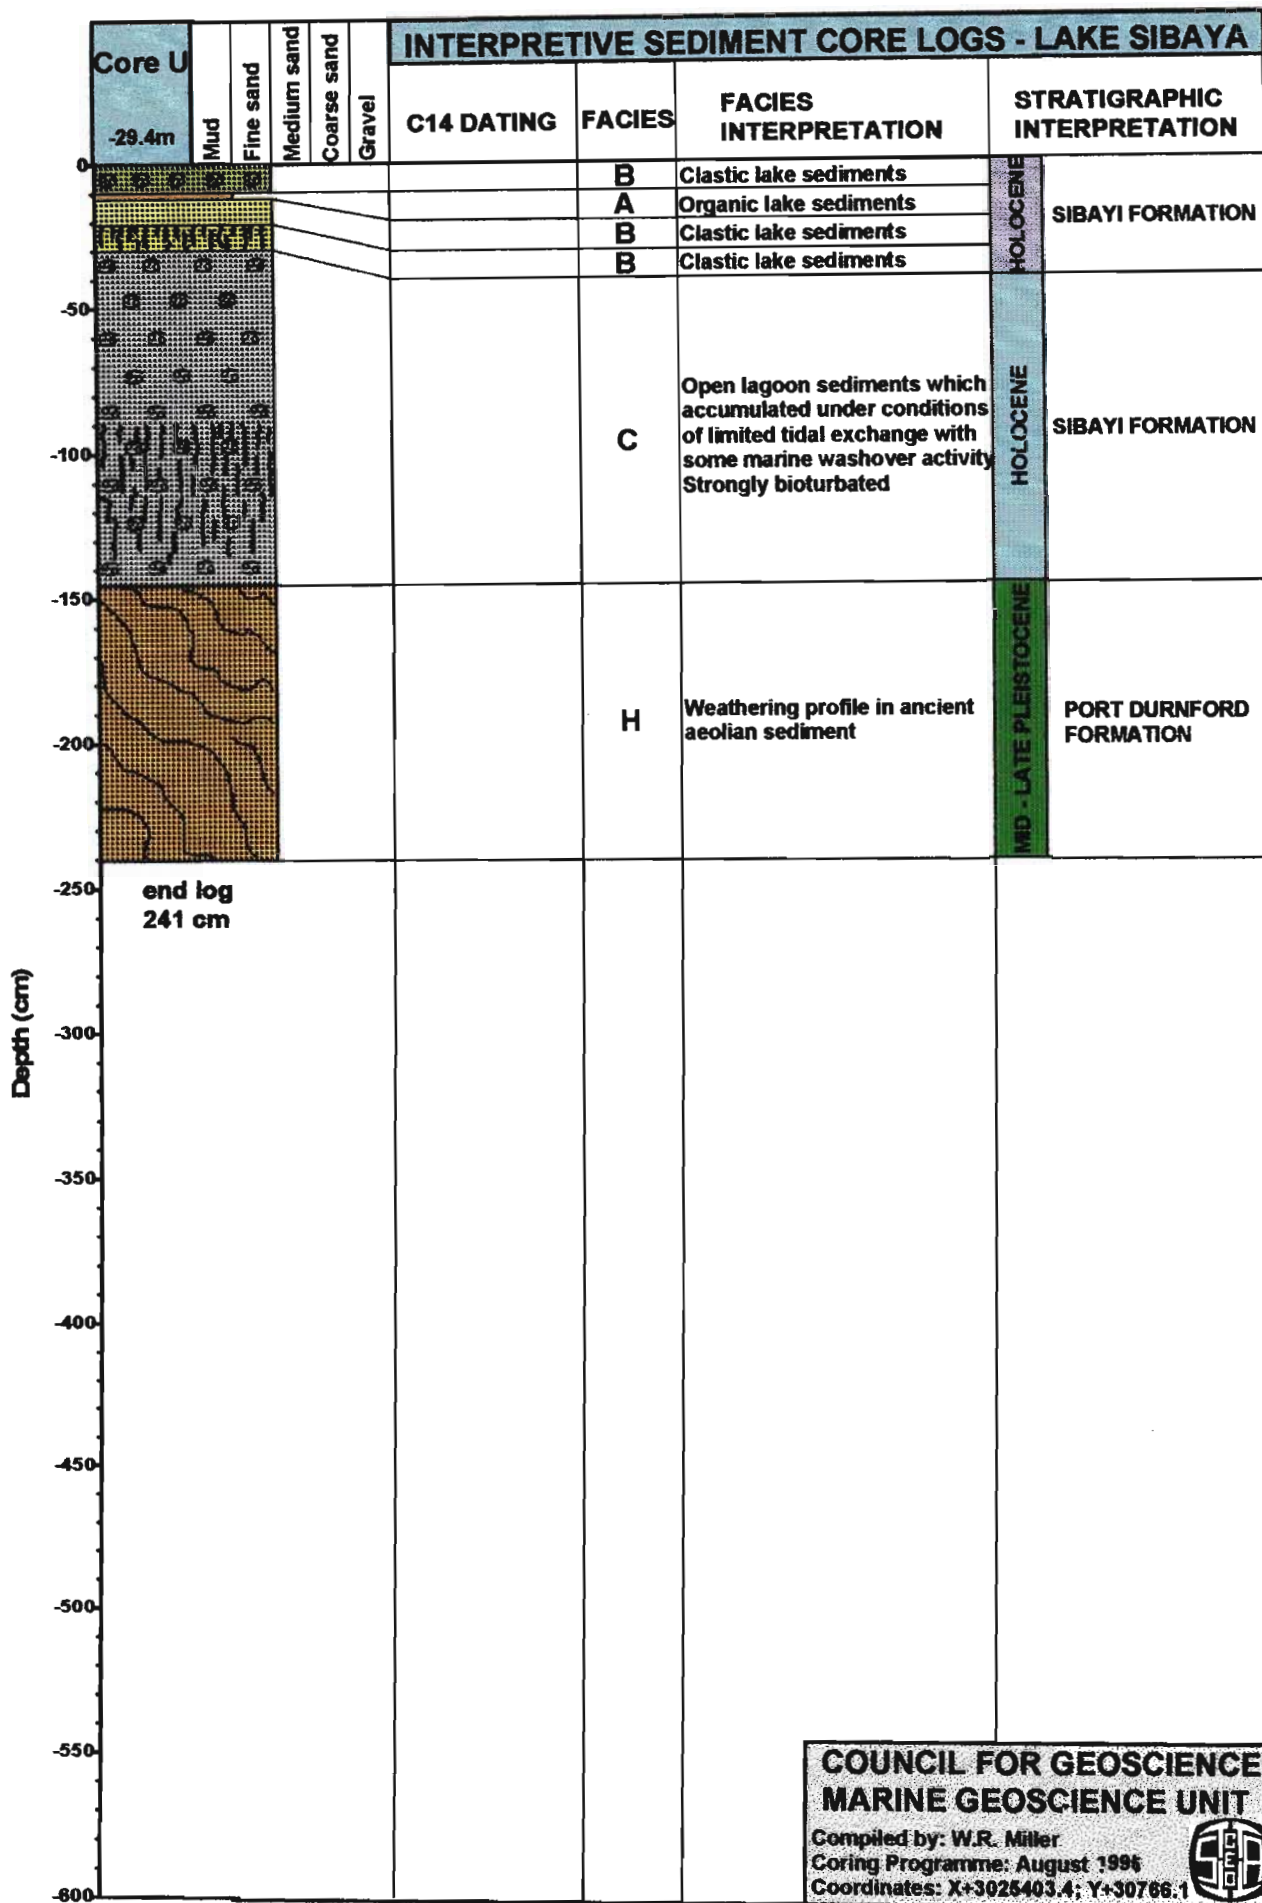 INTERPRETIVE SEDIMENT CORE LOGS - LAKE SIBAYA
Core U
-29.4m
Mud
Fine sand
Medium sand
Coarse sand
Gravel
C14 DATING
FACIES
FACIES
INTERPRETATION
STRATIGRAPHIC
INTERPRETATION
0
B
Clastic lake sediments
A
Organic lake sediments
B
Clastic lake sediments
B
Clastic lake sediments
HOLOCENE
SIBAYI FORMATION
-50
-100
C
Open lagoon sediments which
accumulated under conditions
of limited tidal exchange with
some marine washover activity
Strongly bioturbated
HOLOCENE
SIBAYI FORMATION
-150
-200
H
Weathering profile in ancient
aeolian sediment
MID - LATE PLEISTOCENE
PORT DURNFORD
FORMATION
-250
end log
241 cm
Depth (cm)
-300
-350
-400
-450
-500
-550
-600
COUNCIL FOR GEOSCIENCE
MARINE GEOSCIENCE UNIT
Compiled by: W.R. Miller
Coring Programme: August
Coordinates: X+3025403.4; Y+30766.1